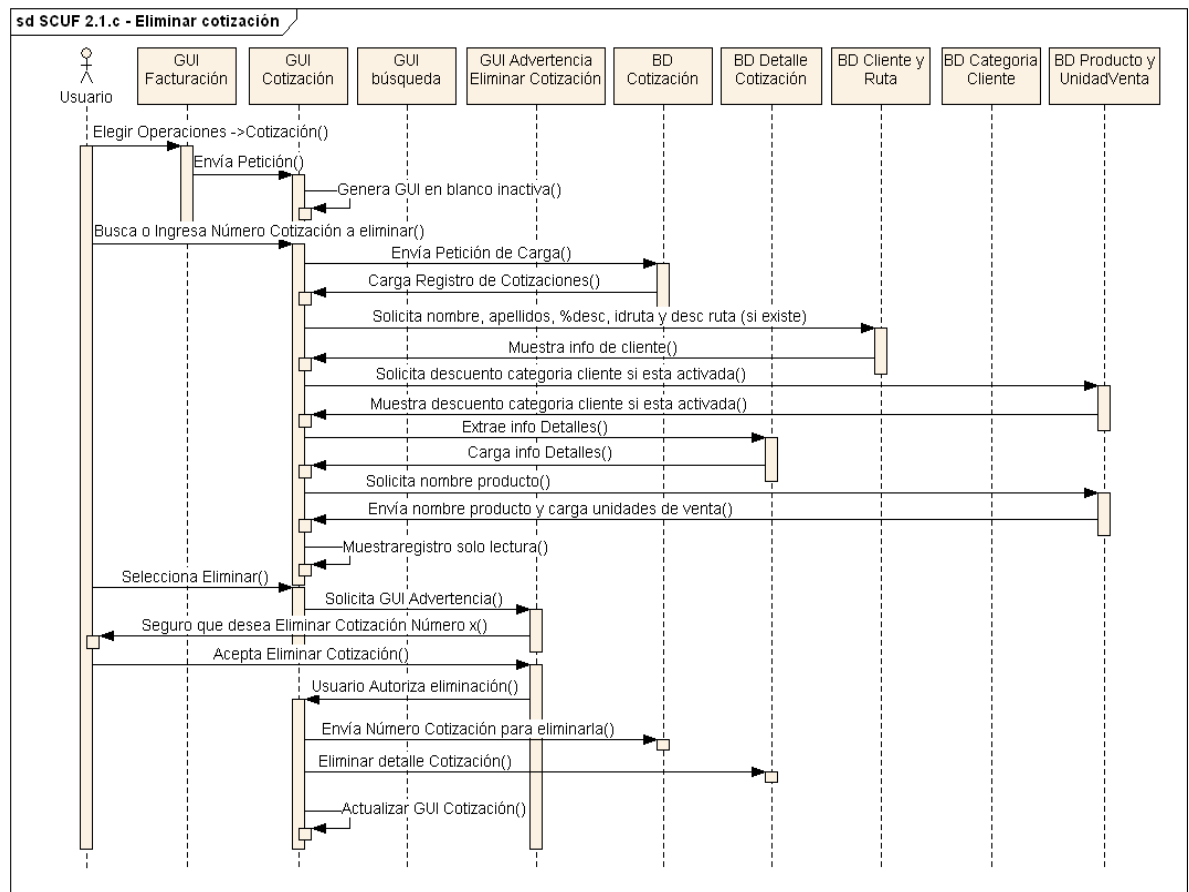 sd SCUF 2.1.c - Eliminar cotización
Usuario
GUI
Facturación
GUI
Cotización
GUI
búsqueda
GUI Advertencia
Eliminar Cotización
BD
Cotización
BD Detalle
Cotización
BD Cliente y
Ruta
BD Categoria
Cliente
BD Producto y
UnidadVenta
Elegir Operaciones ->Cotización()
Envía Petición()
Genera GUI en blanco inactiva()
Busca o Ingresa Número Cotización a eliminar()
Envía Petición de Carga()
Carga Registro de Cotizaciones()
Solicita nombre, apellidos, %desc, idruta y desc ruta (si existe)
Muestra info de cliente()
Solicita descuento categoria cliente si esta activada()
Muestra descuento categoria cliente si esta activada()
Extrae info Detalles()
Carga info Detalles()
Solicita nombre producto()
Envía nombre producto y carga unidades de venta()
Muestraregistro solo lectura()
Selecciona Eliminar()
Solicita GUI Advertencia()
Seguro que desea Eliminar Cotización Número x()
Acepta Eliminar Cotización()
Usuario Autoriza eliminación()
Envía Número Cotización para eliminarla()
Eliminar detalle Cotización()
Actualizar GUI Cotización()